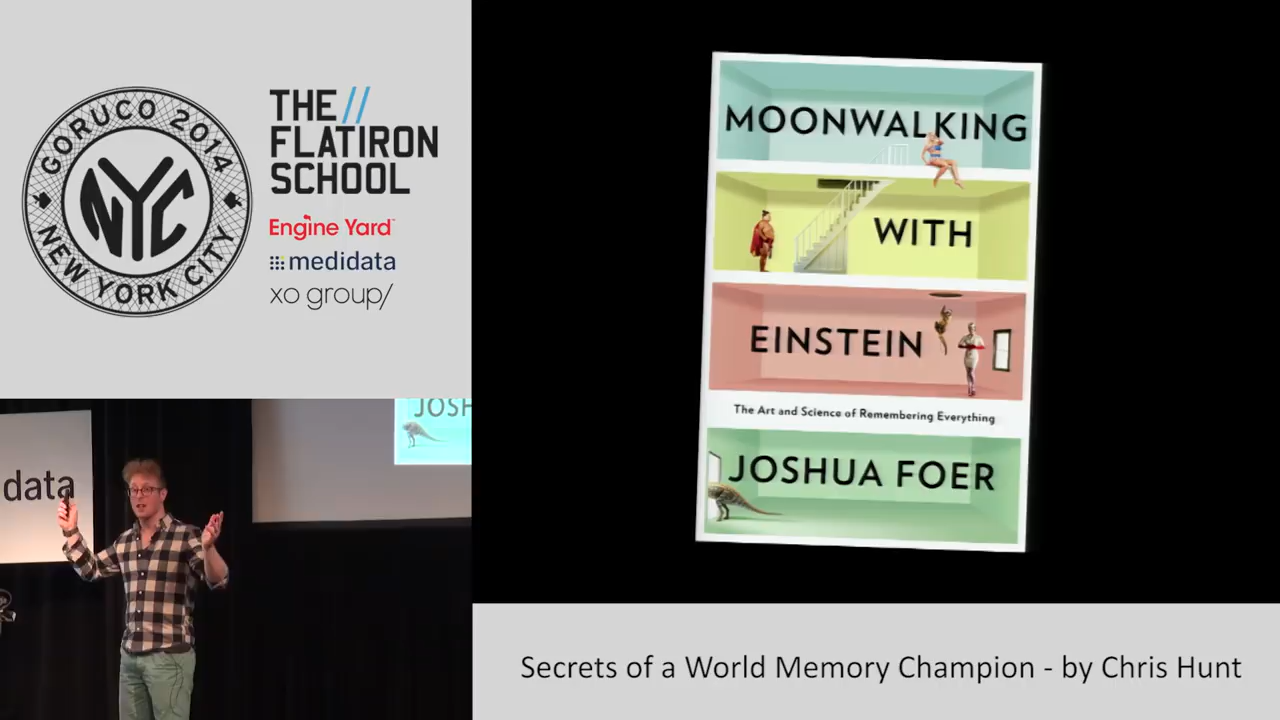 GORUCO 2014
NYC
NEW YORK CITY
THE//
FLATIRON
SCHOOL
Engine Yard
medidata
xo group/
data
JOSH
MOONWALKING
WITH
EINSTEIN
The Art and Science of Remembering Everything
JOSHUA FOER
Secrets of a World Memory Champion - by Chris Hunt